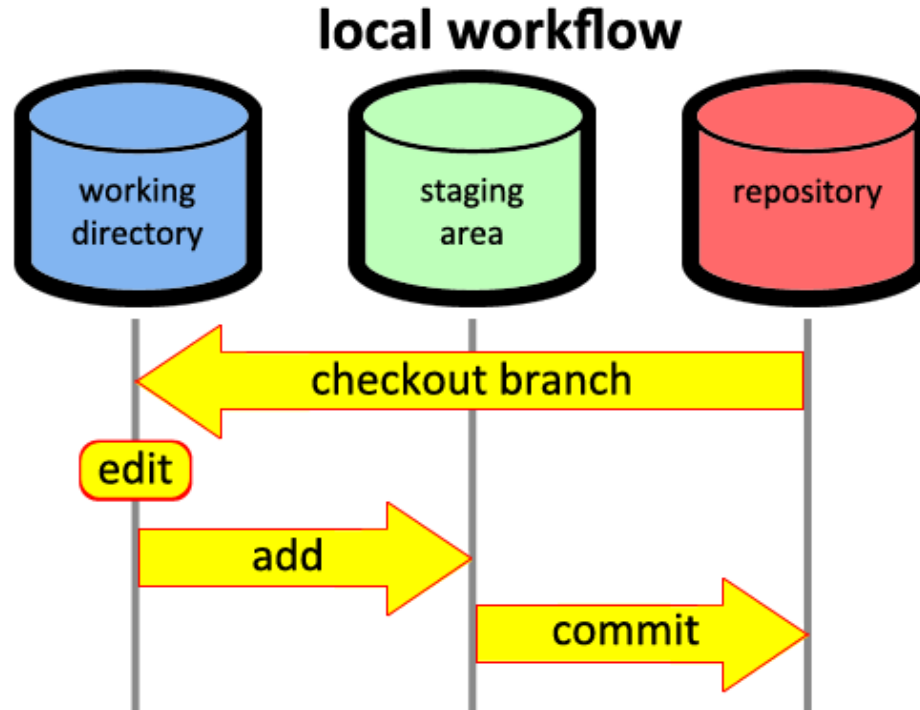 local workflow
working
directory
staging
area
repository
checkout branch
edit
add
commit